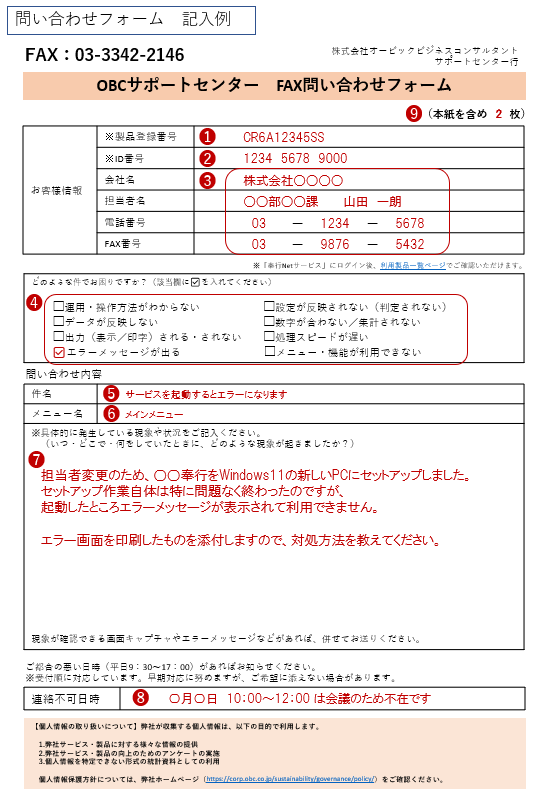 問い合わせフォーム　記入例
FAX：03-3342-2146
株式会社オービックビジネスコンサルタント
サポートセンター行
OBCサポートセンター　FAX問い合わせフォーム
9（本紙を含め　2　枚）
お客様情報
※製品登録番号　1　CR6A12345SS
※ID番号　2　1234 5678 9000
会社名　3　株式会社〇〇〇〇
担当者名　〇〇部〇〇課　山田　一朗
電話番号　03　－　1234　－　5678
FAX番号　03　－　9876　－　5432
※「奉行Netサービス」にログイン後、利用製品一覧ページでご確認いただけます。
どのような件でお困りですか？（該当欄に☑を入れてください）
4
□運用・操作方法がわからない　□設定が反映されない（判定されない）
□データが反映しない　□数字が合わない／集計されない
□出力（表示／印字）される・されない　□処理スピードが遅い
☑エラーメッセージが出る　□メニュー・機能が利用できない
問い合わせ内容
件名　5　サービスを起動するとエラーになります
メニュー名　6　メインメニュー
※具体的に発生している現象や状況をご記入ください。
（いつ・どこで・何をしていたときに、どのような現象が起きましたか？）
7
担当者変更のため、〇〇奉行をWindows11の新しいPCにセットアップしました。
セットアップ作業自体は特に問題なく終わったのですが、
起動したところエラーメッセージが表示されて利用できません。
エラー画面を印刷したものを添付しますので、対処方法を教えてください。
現象が確認できる画面キャプチャやエラーメッセージなどがあれば、併せてお送りください。
ご都合の悪い日時（平日9：30～17：00）があればお知らせください。
※受付順に対応しています。早期対応に努めますが、ご希望に添えない場合があります。
連絡不可日時　8　〇月〇日　10：00～12：00 は会議のため不在です
【個人情報の取り扱いについて】弊社が収集する個人情報は、以下の目的で利用します。
1.弊社サービス・製品に対する様々な情報の提供
2.弊社サービス・製品の向上のためのアンケートの実施
3.個人情報を特定できない形式の統計資料としての利用
個人情報保護方針については、弊社ホームページ（https://corp.obc.co.jp/sustainability/governance/policy/）をご確認ください。